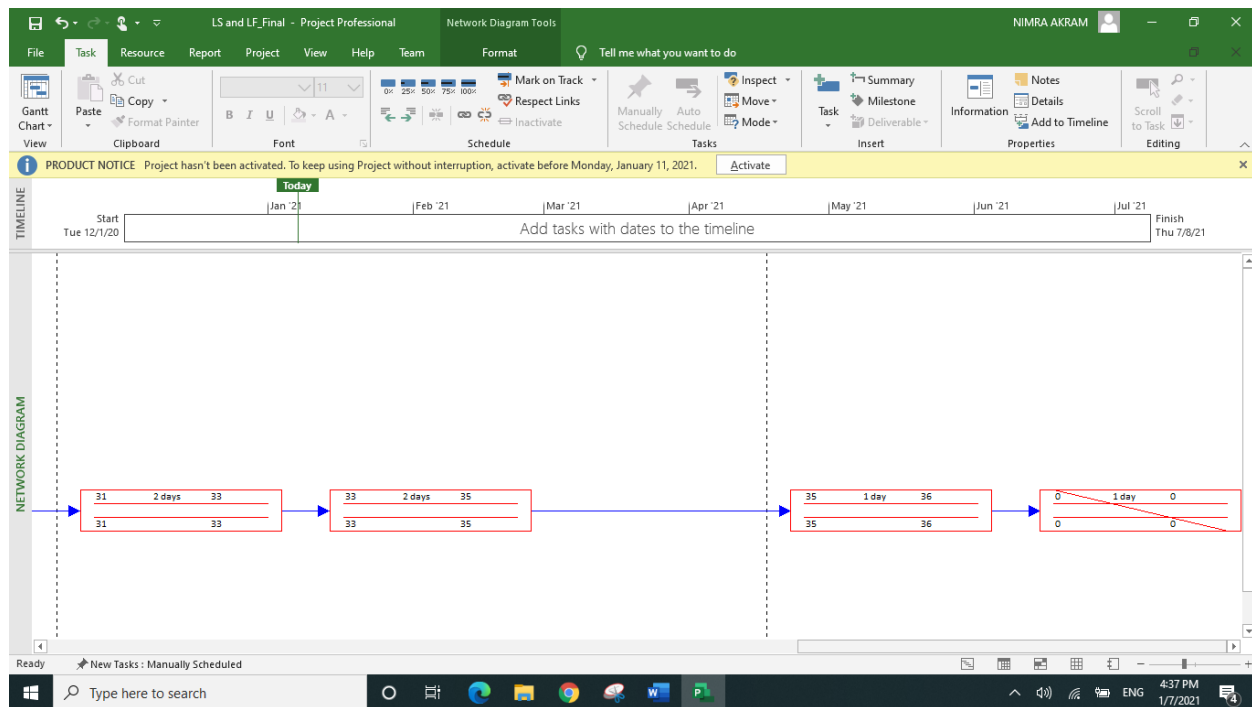 LS and LF_Final - Project Professional
Network Diagram Tools
NIMRA AKRAM
File Task Resource Report Project View Help Team Format Tell me what you want to do
Gantt Chart
View
Paste
Cut
Copy
Format Painter
Clipboard
11
B I U A
Font
0% 25% 50% 75% 100%
Mark on Track
Respect Links
Inactivate
Schedule
Manually Schedule
Auto Schedule
Inspect
Move
Mode
Tasks
Task
Summary
Milestone
Deliverable
Insert
Information
Notes
Details
Add to Timeline
Properties
Scroll to Task
Editing
PRODUCT NOTICE Project hasn't been activated. To keep using Project without interruption, activate before Monday, January 11, 2021. Activate
TIMELINE
Today
Jan '21 Feb '21 Mar '21 Apr '21 May '21 Jun '21 Jul '21
Start
Tue 12/1/20
Add tasks with dates to the timeline
Finish
Thu 7/8/21
NETWORK DIAGRAM
31 2 days 33
31 33
33 2 days 35
33 35
35 1 day 36
35 36
0 1 day 0
0 0
Ready New Tasks : Manually Scheduled
Type here to search
ENG
4:37 PM
1/7/2021
4